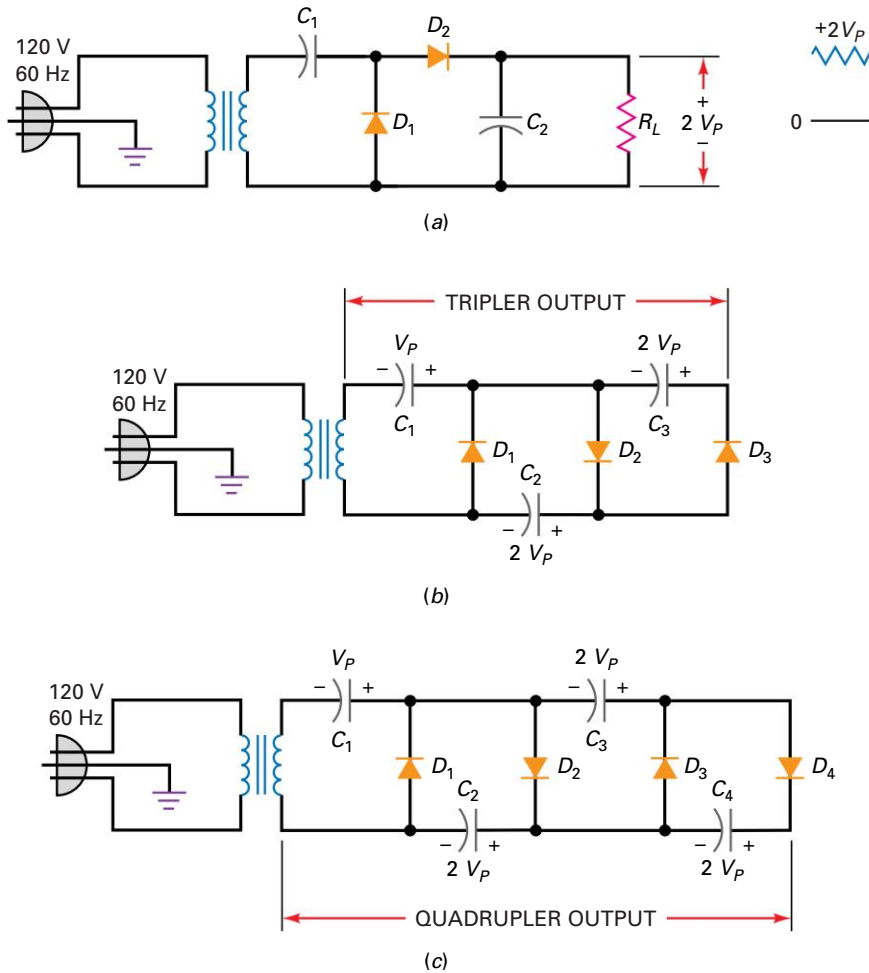 C1
D2
120 V
60 Hz
D1
C2
RL
+
2 VP
−
+2VP
0
(a)
TRIPLER OUTPUT
VP
2 VP
− +
− +
120 V
60 Hz
C1
C3
D1
D2
D3
C2
− +
2 VP
(b)
VP
2 VP
− +
− +
120 V
60 Hz
C1
C3
D1
D2
D3
D4
C2
C4
− +
− +
2 VP
2 VP
QUADRUPLER OUTPUT
(c)